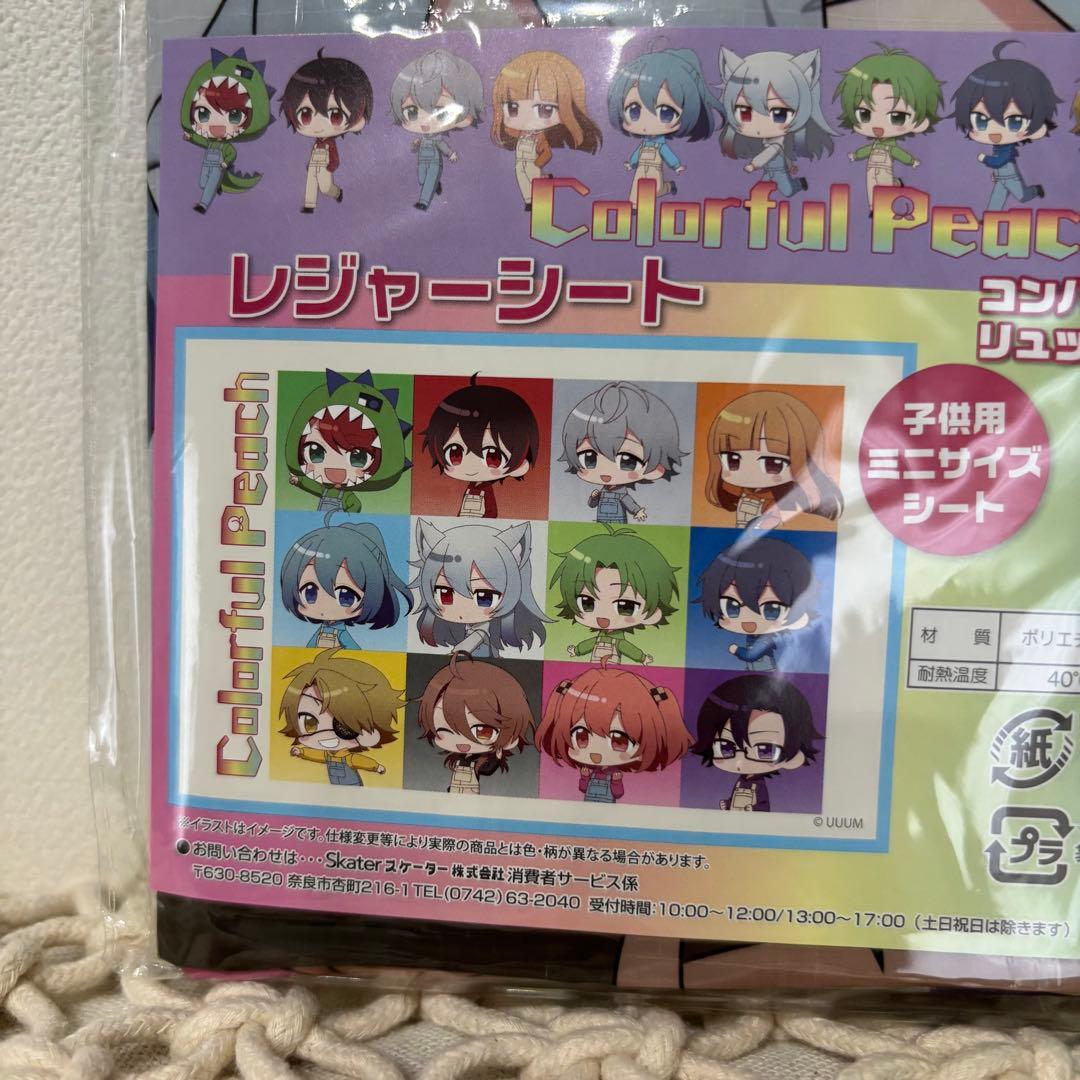 Colorful Peac
レジャーシート
コンパ
リュッ
Colorful Peach
子供用
ミニサイズ
シート
材 質 ポリエ
耐熱温度 40℃
紙
プラ
© UUUM
※イラストはイメージです。仕様変更等により実際の商品とは色・柄が異なる場合があります。
●お問い合わせは・・・Skater スケーター株式会社 消費者サービス係
〒630-8520 奈良市杏町216-1 TEL(0742) 63-2040 受付時間：10:00～12:00/13:00～17:00（土日祝日は除きます）